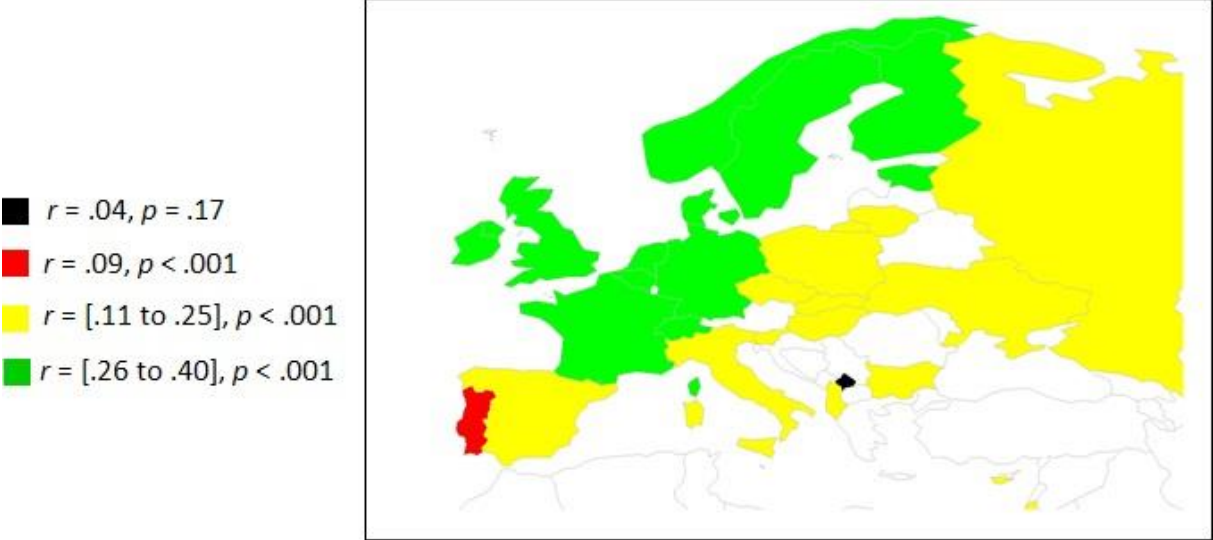 r = .04, p = .17
r = .09, p < .001
r = [.11 to .25], p < .001
r = [.26 to .40], p < .001